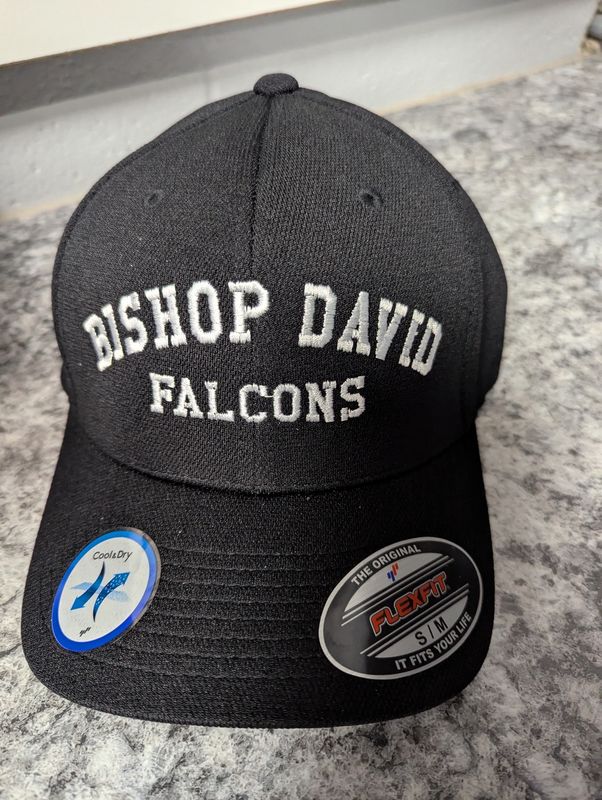 BISHOP DAVID
FALCONS
Cool&Dry
THE ORIGINAL
FLEXFIT
S / M
IT FITS YOUR LIFE